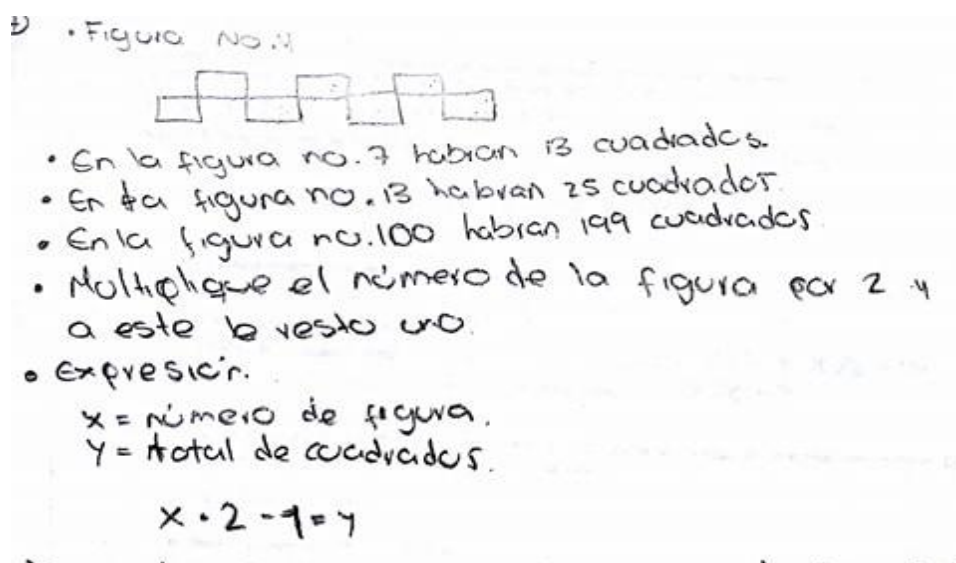 • Figura No.4
• En la figura no. 7 habrian 13 cuadrados.
• En la figura no. 13 habran 25 cuadrados.
• En la figura no. 100 habrian 199 cuadrados
• Multiplique el número de la figura por 2 y
a este le resto uno.
• Expresión.
x = número de figura.
y = total de cuadrados.
x • 2 - 1 = y